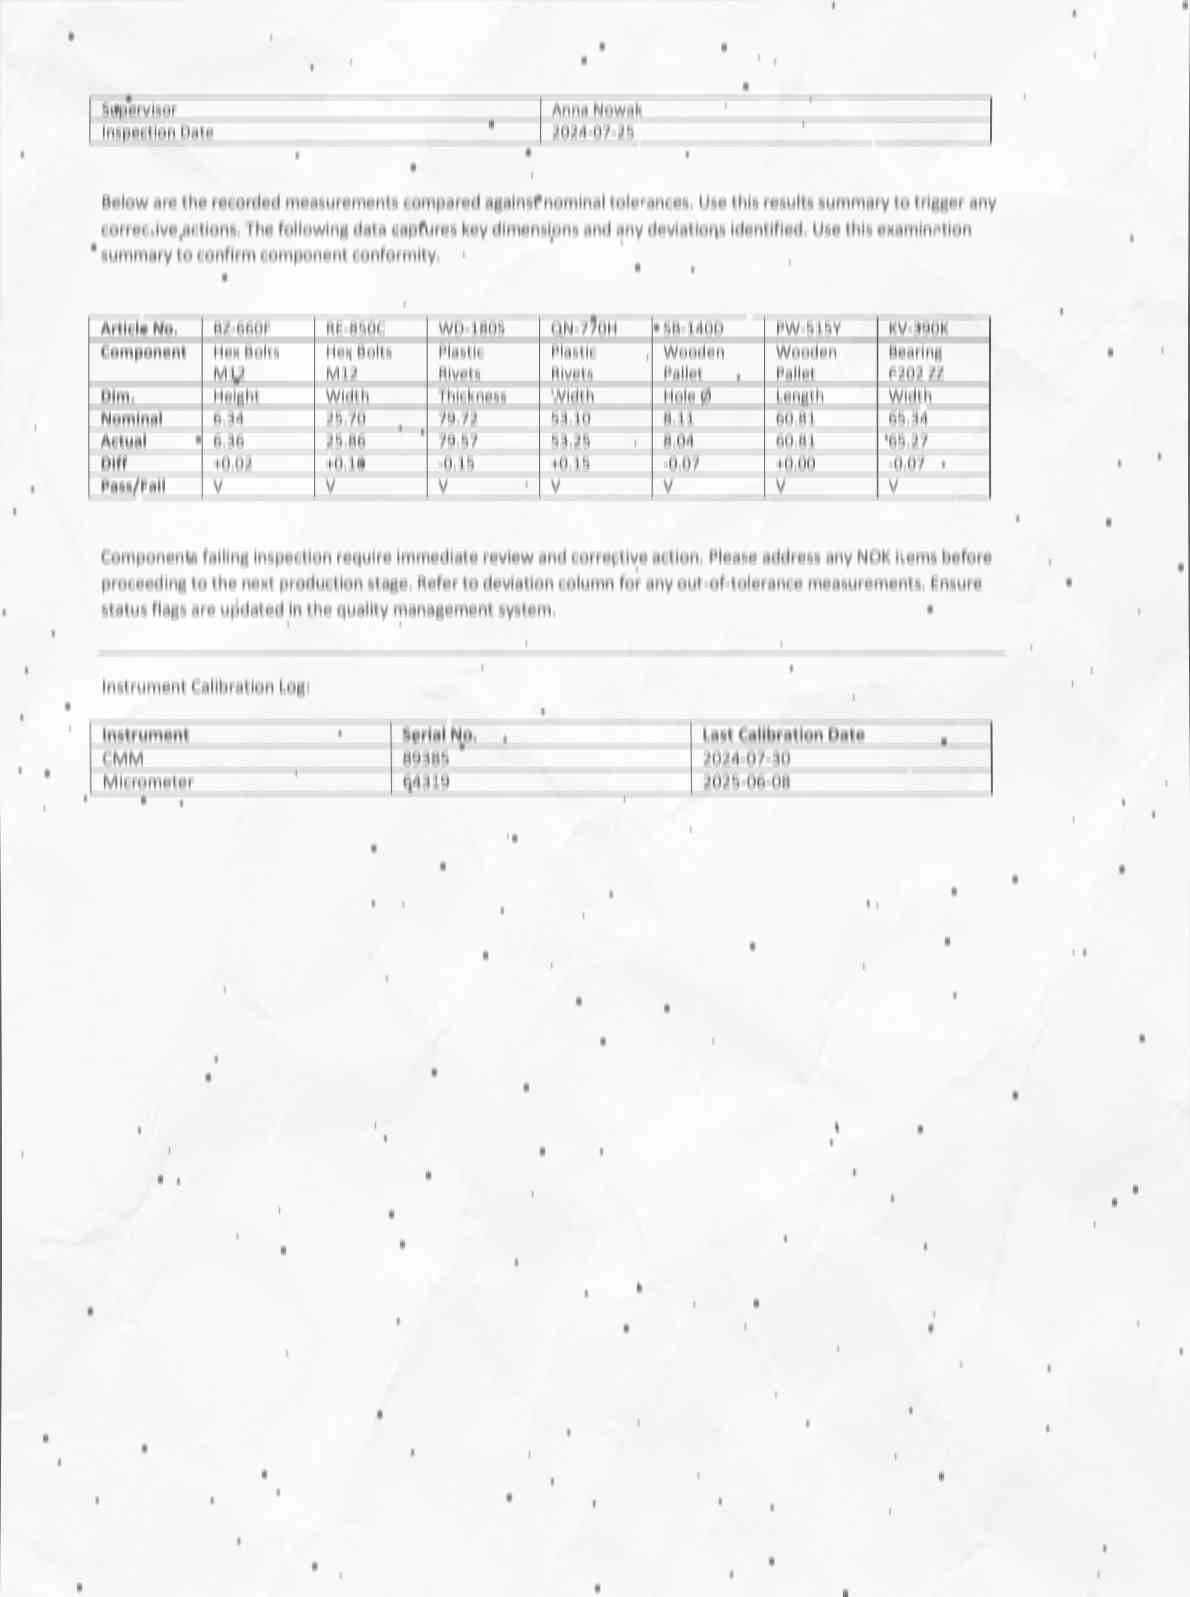 Supervisor Anna Nowak
Inspection Date 2024-07-25
Below are the recorded measurements compared against nominal tolerances. Use this results summary to trigger any
corrective actions. The following data captures key dimensions and any deviations identified. Use this examination
summary to confirm component conformity.
Article No. BZ-660F RE-850C WD-180S QN-770H SB-140D PW-515Y KV-390K
Component Hex Bolts Hex Bolts Plastic Plastic Wooden Wooden Bearing
M12 M12 Rivets Rivets Pallet Pallet 6202 ZZ
Dim. Height Width Thickness Width Hole Ø Length Width
Nominal 6.34 25.70 79.72 53.10 8.11 60.81 65.34
Actual 6.36 25.86 79.57 53.25 8.04 60.81 65.27
Diff +0.02 +0.16 -0.15 +0.15 -0.07 +0.00 -0.07
Pass/Fail V V V V V V V
Components failing inspection require immediate review and corrective action. Please address any NOK items before
proceeding to the next production stage. Refer to deviation column for any out-of-tolerance measurements. Ensure
status flags are updated in the quality management system.
Instrument Calibration Log:
Instrument Serial No. Last Calibration Date
CMM 89385 2024-07-30
Micrometer 64319 2025-06-08